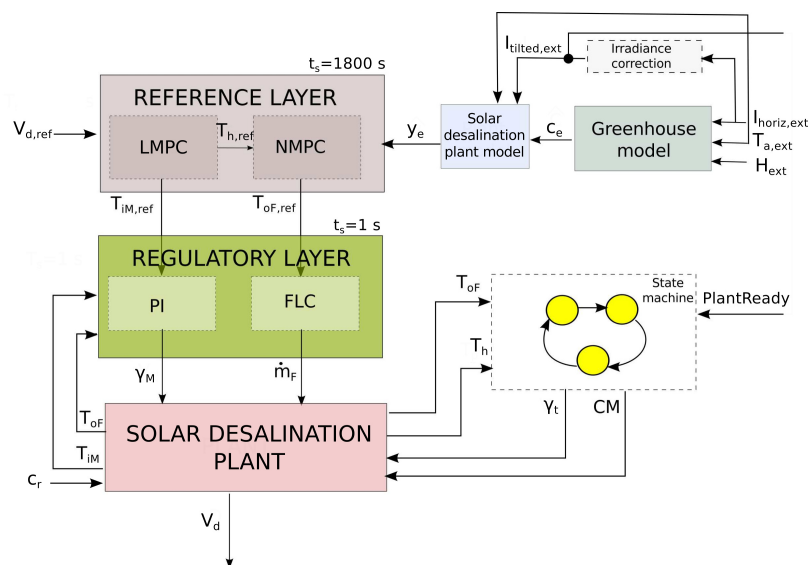 t_s=1800 s
I_tilted,ext
Irradiance
correction
REFERENCE LAYER
V_d,ref
LMPC
T_h,ref
NMPC
y_e
Solar
desalination
plant model
c_e
Greenhouse
model
I_horiz,ext
T_a,ext
H_ext
T_iM,ref
T_oF,ref
t_s=1 s
REGULATORY LAYER
PI
FLC
T_oF
State
machine
PlantReady
T_h
γ_M
ṁ_F
γ_t
CM
T_oF
T_iM
c_r
SOLAR DESALINATION
PLANT
V_d